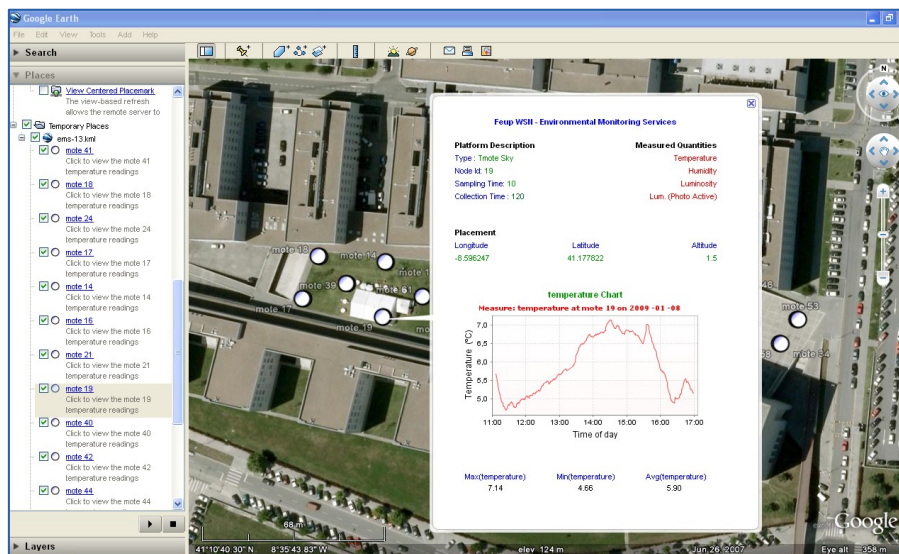 Google Earth
File Edit View Tools Add Help
Search
Places
View Centered Placemark
The view-based refresh
allows the remote server to
Temporary Places
ems-13.kml
mote 41
Click to view the mote 41
temperature readings
mote 18
Click to view the mote 18
temperature readings
mote 24
Click to view the mote 24
temperature readings
mote 17
Click to view the mote 17
temperature readings
mote 14
Click to view the mote 14
temperature readings
mote 16
Click to view the mote 16
temperature readings
mote 21
Click to view the mote 21
temperature readings
mote 19
Click to view the mote 19
temperature readings
mote 40
Click to view the mote 40
temperature readings
mote 42
Click to view the mote 42
temperature readings
mote 44
Click to view the mote 44
temperature readings
Layers
mote 18
mote 14
mote 39
mote 17
mote 19
Feup WSN - Environmental Monitoring Services
Platform Description Measured Quantities
Type : Tmote Sky Temperature
Node Id: 19 Humidity
Sampling Time: 10 Luminosity
Collection Time : 120 Lum. (Photo Active)
Placement
Longitude Latitude Altitude
-8.596247 41.177822 1.5
temperature Chart
Measure: temperature at mote 19 on 2009 -01 -08
Temperature (ºC)
7,0
6,5
6,0
5,5
5,0
11:00 12:00 13:00 14:00 15:00 16:00 17:00
Time of day
Max(temperature) Min(temperature) Avg(temperature)
7.14 4.66 5.90
N
mote 53
68 m
Google
41°10'40.30" N 8°35'43.83" W elev 124 m Jun 26, 2007 Eye alt 358 m